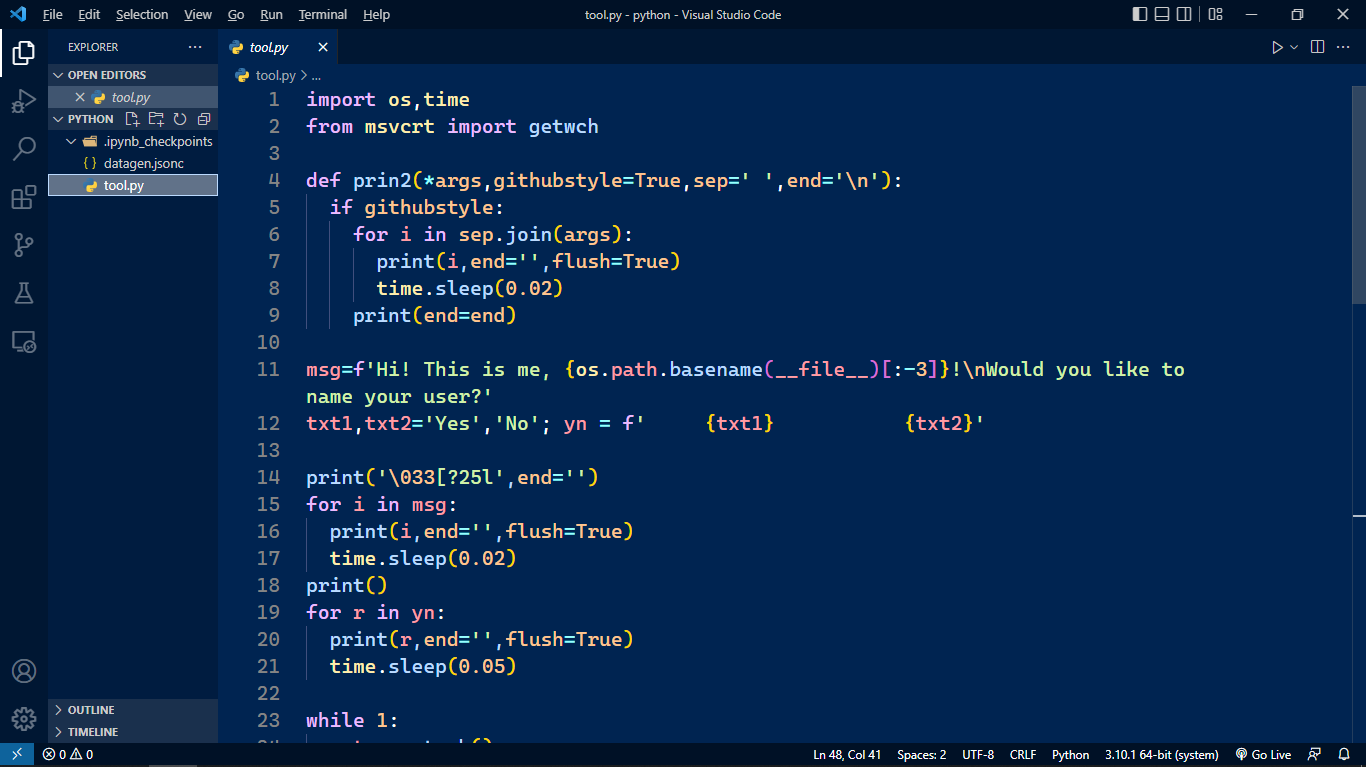 File Edit Selection View Go Run Terminal Help tool.py - python - Visual Studio Code
EXPLORER
OPEN EDITORS
tool.py
PYTHON
.ipynb_checkpoints
datagen.jsonc
tool.py
OUTLINE
TIMELINE
tool.py
tool.py > ...
1 import os,time
2 from msvcrt import getwch
3
4 def prin2(*args,githubstyle=True,sep=' ',end='\n'):
5   if githubstyle:
6     for i in sep.join(args):
7       print(i,end='',flush=True)
8       time.sleep(0.02)
9     print(end=end)
10
11 msg=f'Hi! This is me, {os.path.basename(__file__)[:-3]}!\nWould you like to
name your user?'
12 txt1,txt2='Yes','No'; yn = f'     {txt1}           {txt2}'
13
14 print('\033[?25l',end='')
15 for i in msg:
16   print(i,end='',flush=True)
17   time.sleep(0.02)
18 print()
19 for r in yn:
20   print(r,end='',flush=True)
21   time.sleep(0.05)
22
23 while 1:
0 0 Ln 48, Col 41 Spaces: 2 UTF-8 CRLF Python 3.10.1 64-bit (system) Go Live